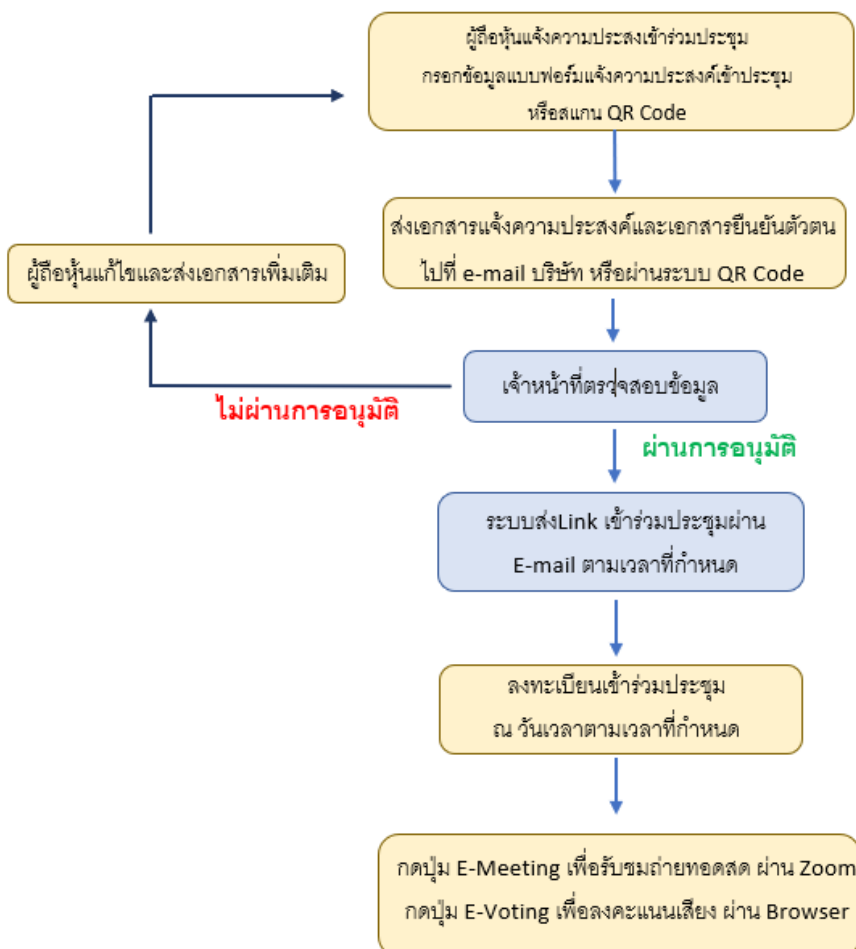 ผู้ถือหุ้นแจ้งความประสงเข้าร่วมประชุม
กรอกข้อมูลแบบฟอร์มแจ้งความประสงค์เข้าประชุม
หรือสแกน QR Code
ส่งเอกสารแจ้งความประสงค์และเอกสารยืนยันตัวตน
ไปที่ e-mail บริษัท หรือผ่านระบบ QR Code
ผู้ถือหุ้นแก้ไขและส่งเอกสารเพิ่มเติม
เจ้าหน้าที่ตรวจสอบข้อมูล
ไม่ผ่านการอนุมัติ
ผ่านการอนุมัติ
ระบบส่งLink เข้าร่วมประชุมผ่าน
E-mail ตามเวลาที่กำหนด
ลงทะเบียนเข้าร่วมประชุม
ณ วันเวลาตามเวลาที่กำหนด
กดปุ่ม E-Meeting เพื่อรับชมถ่ายทอดสด ผ่าน Zoom
กดปุ่ม E-Voting เพื่อลงคะแนนเสียง ผ่าน Browser